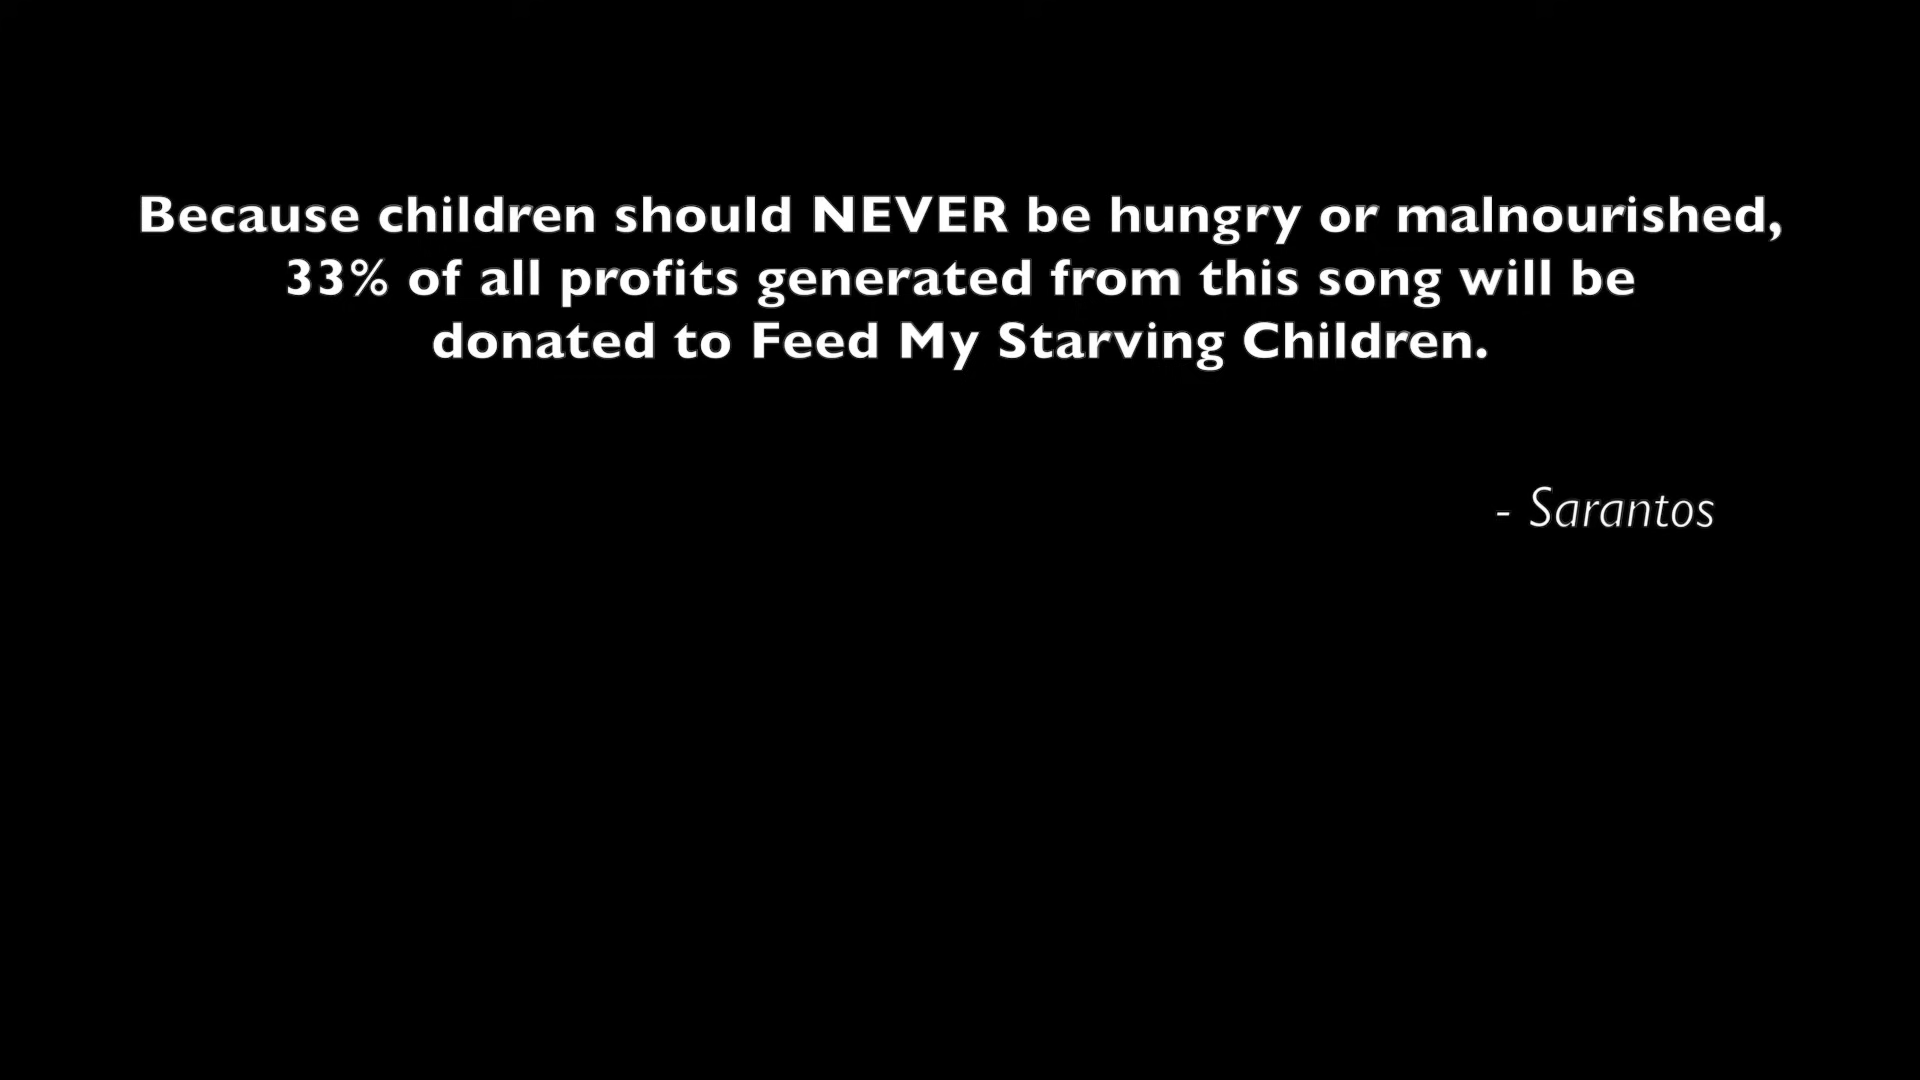 Because children should NEVER be hungry or malnourished,
33% of all profits generated from this song will be
donated to Feed My Starving Children.
- Sarantos